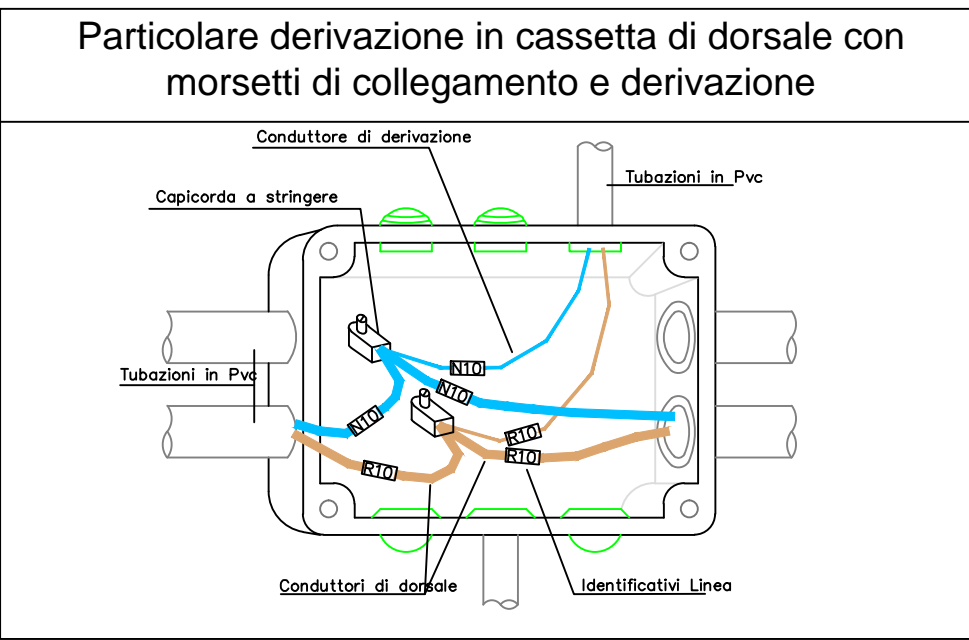 Particolare derivazione in cassetta di dorsale con
morsetti di collegamento e derivazione
Conduttore di derivazione
Tubazioni in Pvc
Capicorda a stringere
Tubazioni in Pvc
N10
N10
N10
R10
R10
R10
Conduttori di dorsale
Identificativi Linea